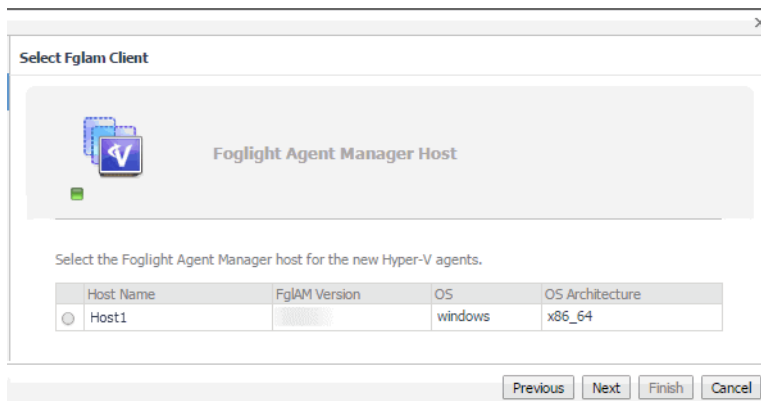 Select Fglam Client
Foglight Agent Manager Host
Select the Foglight Agent Manager host for the new Hyper-V agents.
Host Name FglAM Version OS OS Architecture
Host1 windows x86_64
Previous Next Finish Cancel